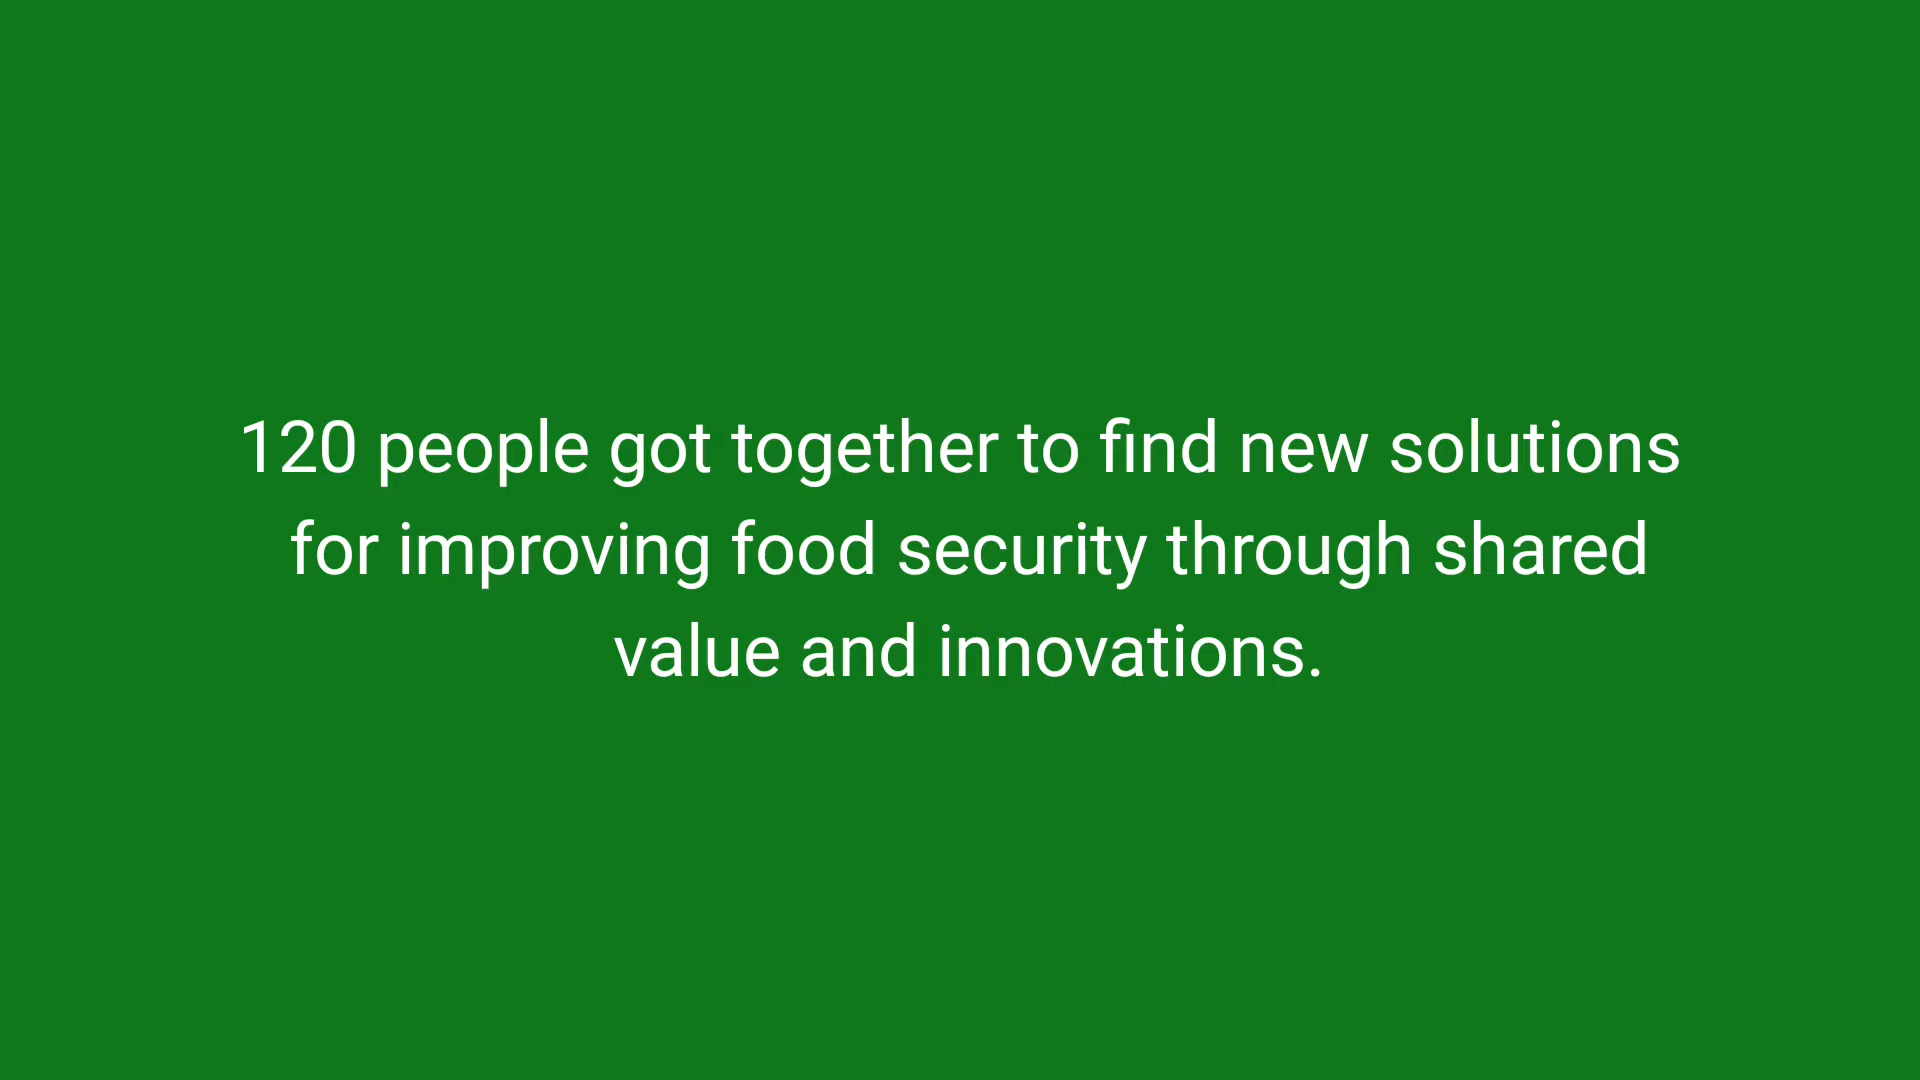 120 people got together to find new solutions
for improving food security through shared
value and innovations.